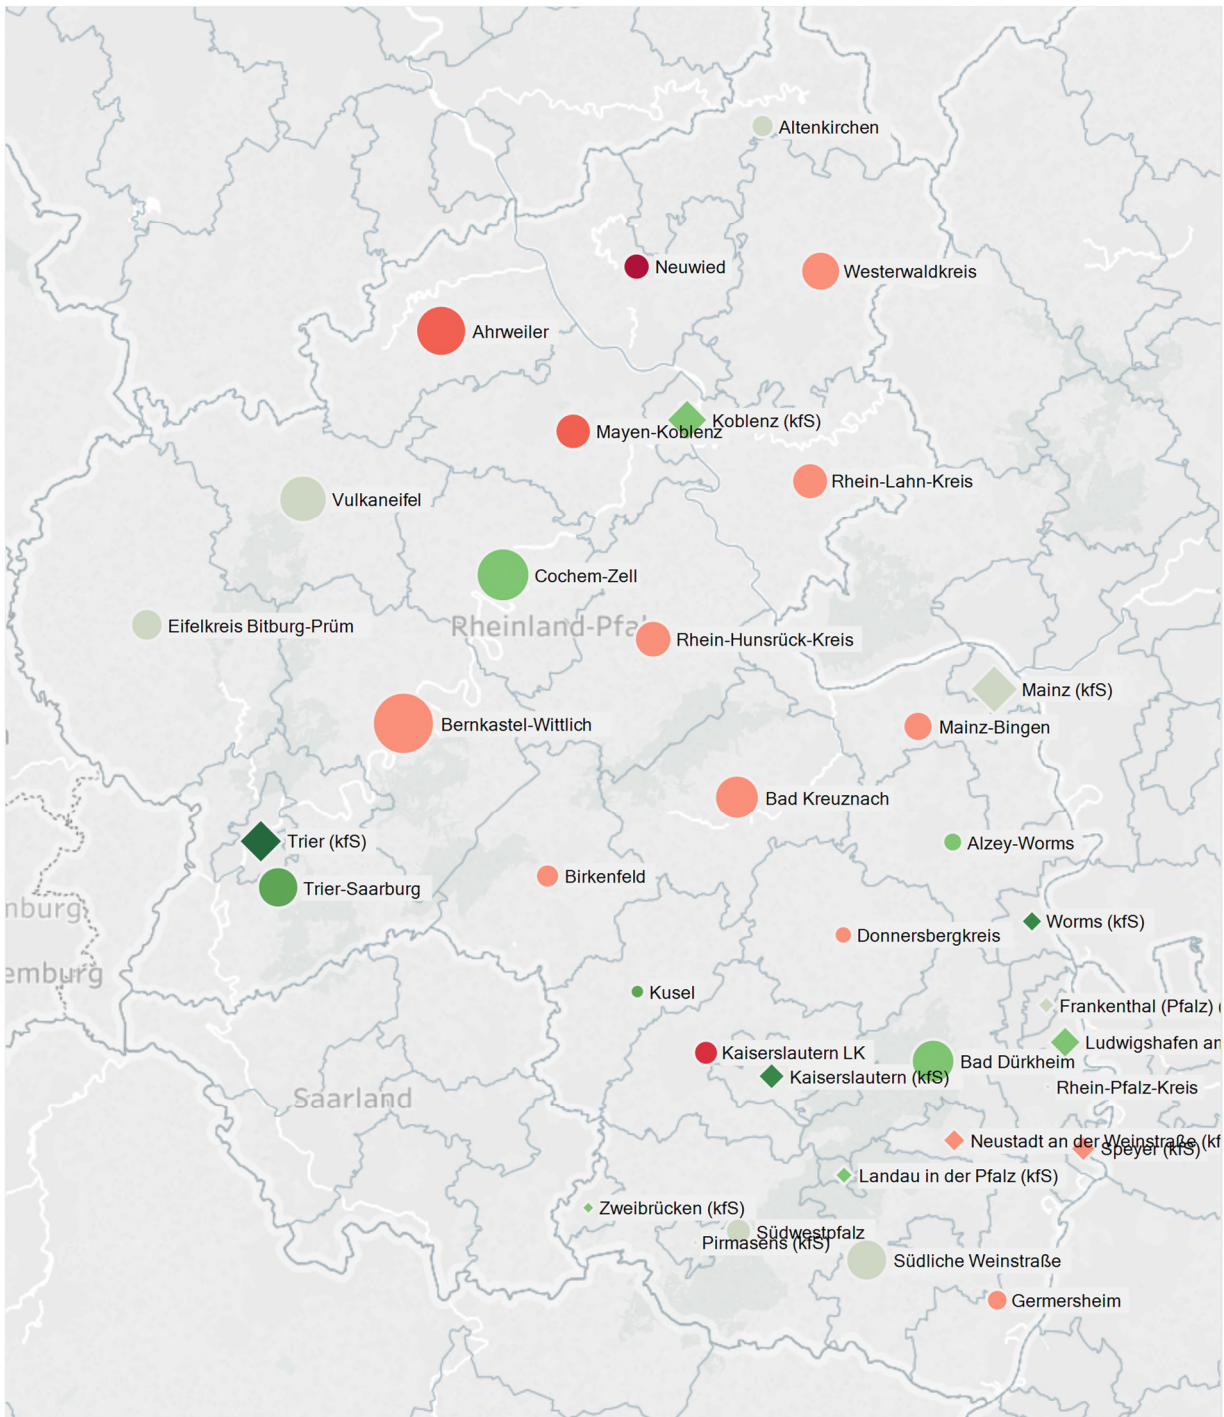 Altenkirchen
Neuwied
Westerwaldkreis
Ahrweiler
Koblenz (kfS)
Mayen-Koblenz
Rhein-Lahn-Kreis
Vulkaneifel
Cochem-Zell
Eifelkreis Bitburg-Prüm
Rheinland-Pfal
Rhein-Hunsrück-Kreis
Mainz (kfS)
Bernkastel-Wittlich
Mainz-Bingen
Bad Kreuznach
Trier (kfS)
Alzey-Worms
Birkenfeld
Trier-Saarburg
mburg
Worms (kfS)
Donnersbergkreis
emburg
Kusel
Frankenthal (Pfalz) (
Ludwigshafen an
Kaiserslautern LK
Bad Dürkheim
Kaiserslautern (kfS)
Rhein-Pfalz-Kreis
Saarland
Neustadt an der Weinstraße (kf
Speyer (kfS)
Landau in der Pfalz (kfS)
Zweibrücken (kfS)
Südwestpfalz
Pirmasens (kfS)
Südliche Weinstraße
Germersheim